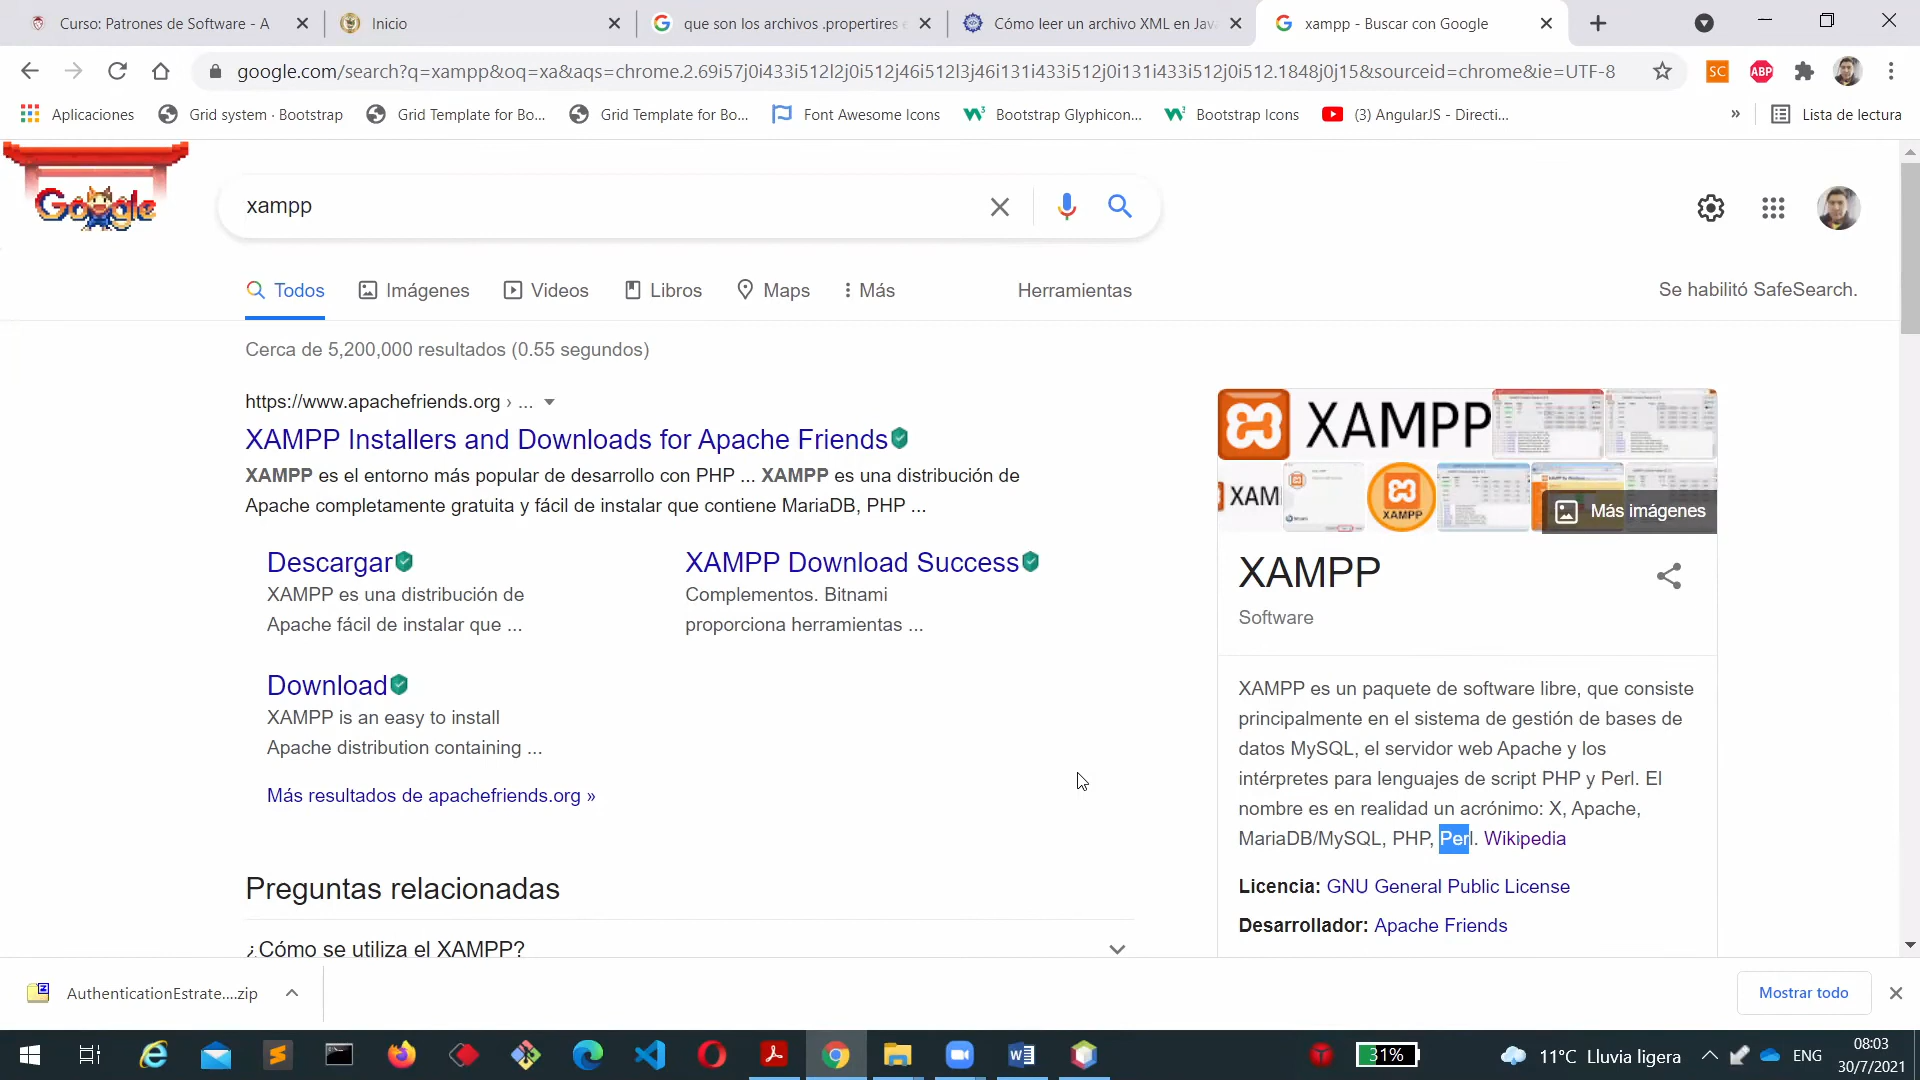 Curso: Patrones de Software - A
Inicio
que son los archivos .propertires e
Cómo leer un archivo XML en Java
xampp - Buscar con Google
google.com/search?q=xampp&oq=xa&aqs=chrome.2.69i57j0i433i512l2j0i512j46i512l3j46i131i433i512j0i131i433i512j0i512.1848j0j15&sourceid=chrome&ie=UTF-8
SC
ABP
Aplicaciones
Grid system · Bootstrap
Grid Template for Bo...
Grid Template for Bo...
Font Awesome Icons
Bootstrap Glyphicon...
Bootstrap Icons
(3) AngularJS - Directi...
»
Lista de lectura
Google
xampp
Todos
Imágenes
Videos
Libros
Maps
Más
Herramientas
Se habilitó SafeSearch.
Cerca de 5,200,000 resultados (0.55 segundos)
https://www.apachefriends.org › ...
XAMPP Installers and Downloads for Apache Friends
XAMPP es el entorno más popular de desarrollo con PHP ... XAMPP es una distribución de
Apache completamente gratuita y fácil de instalar que contiene MariaDB, PHP ...
Descargar
XAMPP es una distribución de
Apache fácil de instalar que ...
XAMPP Download Success
Complementos. Bitnami
proporciona herramientas ...
Download
XAMPP is an easy to install
Apache distribution containing ...
Más resultados de apachefriends.org »
Preguntas relacionadas
¿Cómo se utiliza el XAMPP?
XAMPP
XAM
XAMPP
Más imágenes
XAMPP
Software
XAMPP es un paquete de software libre, que consiste
principalmente en el sistema de gestión de bases de
datos MySQL, el servidor web Apache y los
intérpretes para lenguajes de script PHP y Perl. El
nombre es en realidad un acrónimo: X, Apache,
MariaDB/MySQL, PHP, Perl. Wikipedia
Licencia: GNU General Public License
Desarrollador: Apache Friends
AuthenticationEstrate....zip
Mostrar todo
31%
11°C Lluvia ligera
ENG
08:03
30/7/2021